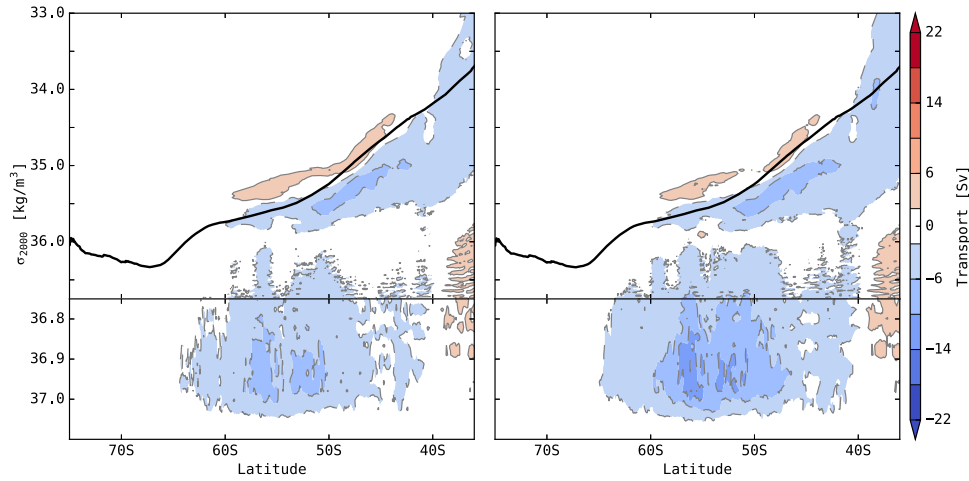 33.0
34.0
35.0
36.0
36.8
36.9
37.0
σ₂₀₀₀ [kg/m³]
70S 60S 50S 40S
Latitude
70S 60S 50S 40S
Latitude
22
14
6
0
−6
−14
−22
Transport [Sv]